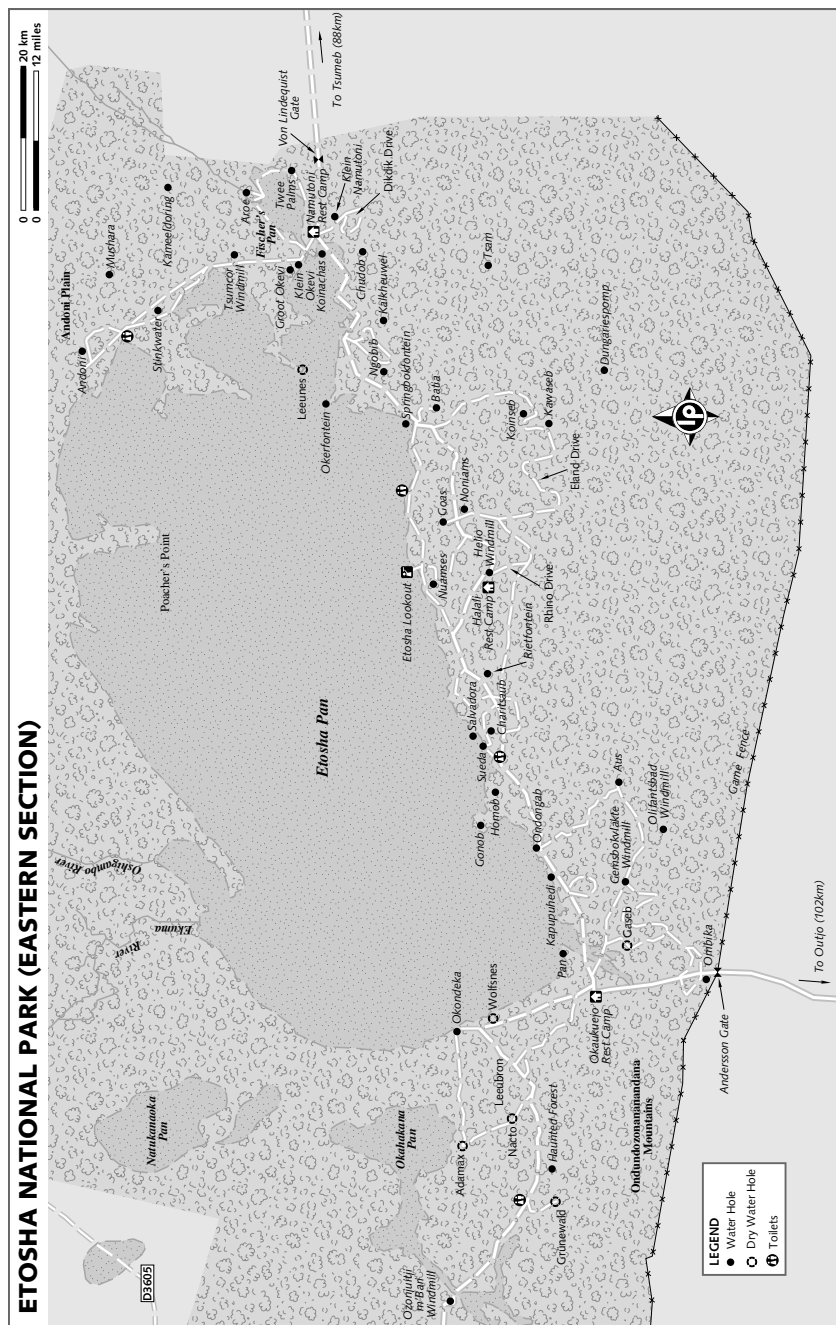 ETOSHA NATIONAL PARK (EASTERN SECTION)
0 20 km
0 12 miles
D3605
Natukanaoka
Pan
Okahakana
Pan
Ekuma
River
Oshigambo River
Poacher's Point
Etosha Pan
Andoni Plain
Andoni
Mushara
Kameeldoring
Stinkwater
Tsumcor
Windmill
Aroe
Fischer's
Pan
Twee
Palms
Namutoni
Rest Camp
Von Lindequist
Gate
To Tsumeb (88km)
Klein
Namutoni
Dikdik Drive
Groot Okevi
Klein
Okevi
Koinachas
Chudob
Kalkheuwel
Ngobib
Leeunes
Okerfontein
Springbokfontein
Batia
Tsam
Dungariespomp
Koinseb
Kawaseb
Eland Drive
Goas
Noniams
Helio
Windmill
Halali
Rest Camp
Rhino Drive
Etosha Lookout
Nuamses
Rietfontein
Salvadora
Charitsaub
Sueda
Homob
Gonob
Ondongab
Kapupuhedi
Pan
Aus
Olifantsbad
Windmill
Gemsbokvlakte
Windmill
Gaseb
Game Fence
Ombika
To Outjo (102km)
Andersson Gate
Okaukuejo
Rest Camp
Okondeka
Wolfsnes
Leeubron
Adamax
Nacto
Haunted Forest
Grünewald
Ozonjuitji
m'Bari
Windmill
Ondundozonananandana
Mountains
LEGEND
Water Hole
Dry Water Hole
Toilets
lp